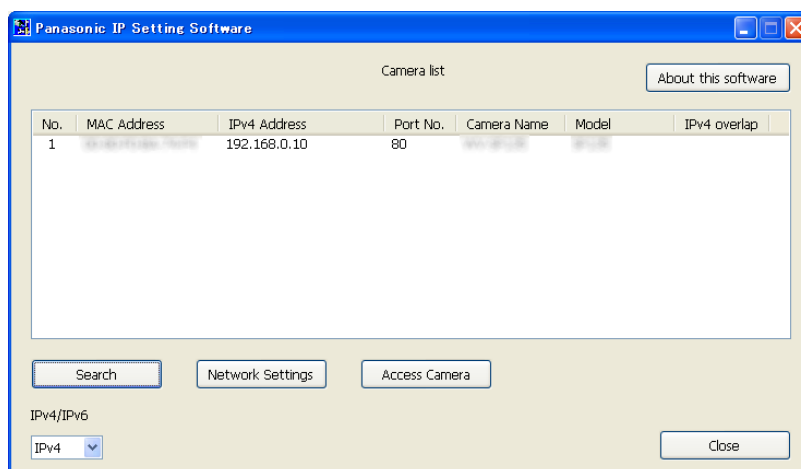 Panasonic IP Setting Software
Camera list
About this software
No. MAC Address IPv4 Address Port No. Camera Name Model IPv4 overlap
1 192.168.0.10 80
Search Network Settings Access Camera
IPv4/IPv6
IPv4
Close